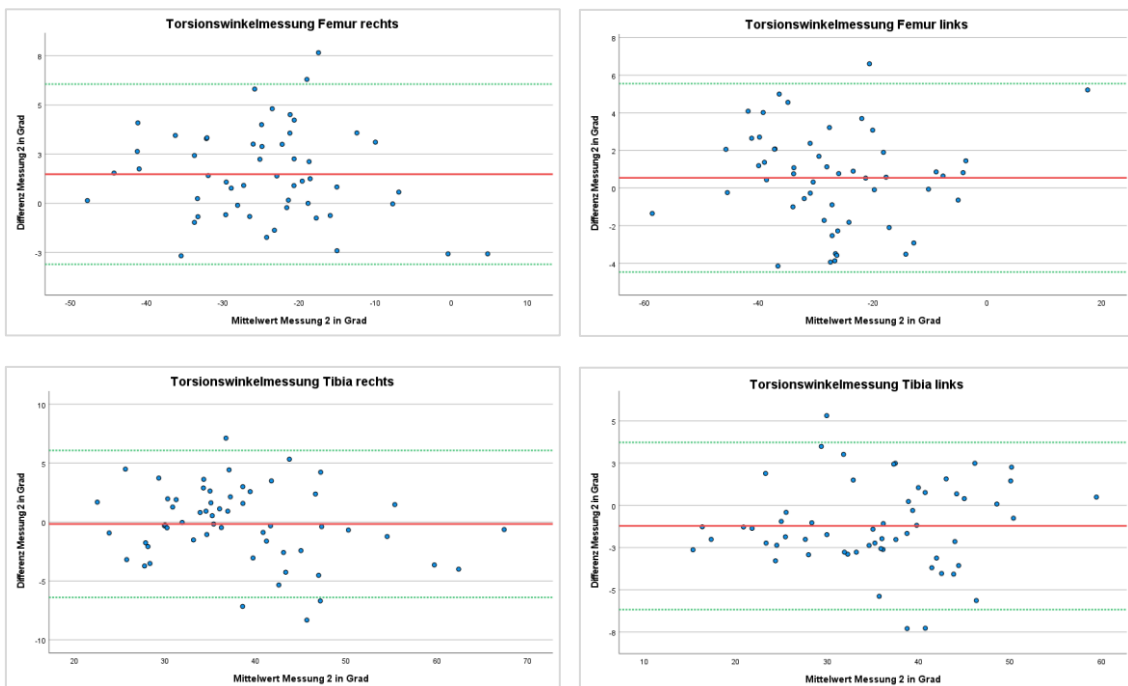 Torsionswinkelmessung Femur rechts
Differenz Messung 2 in Grad
8
5
3
0
-3
-50 -40 -30 -20 -10 0 10
Mittelwert Messung 2 in Grad
Torsionswinkelmessung Femur links
Differenz Messung 2 in Grad
8
6
4
2
0
-2
-4
-60 -40 -20 0 20
Mittelwert Messung 2 in Grad
Torsionswinkelmessung Tibia rechts
Differenz Messung 2 in Grad
10
5
0
-5
-10
20 30 40 50 60 70
Mittelwert Messung 2 in Grad
Torsionswinkelmessung Tibia links
Differenz Messung 2 in Grad
5
3
0
-3
-5
-8
10 20 30 40 50 60
Mittelwert Messung 2 in Grad